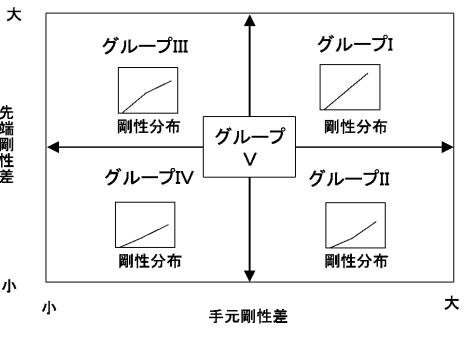 大
グループIII
グループI
剛性分布
剛性分布
先端剛性差
グループ
V
グループIV
グループII
剛性分布
剛性分布
小
小
手元剛性差
大